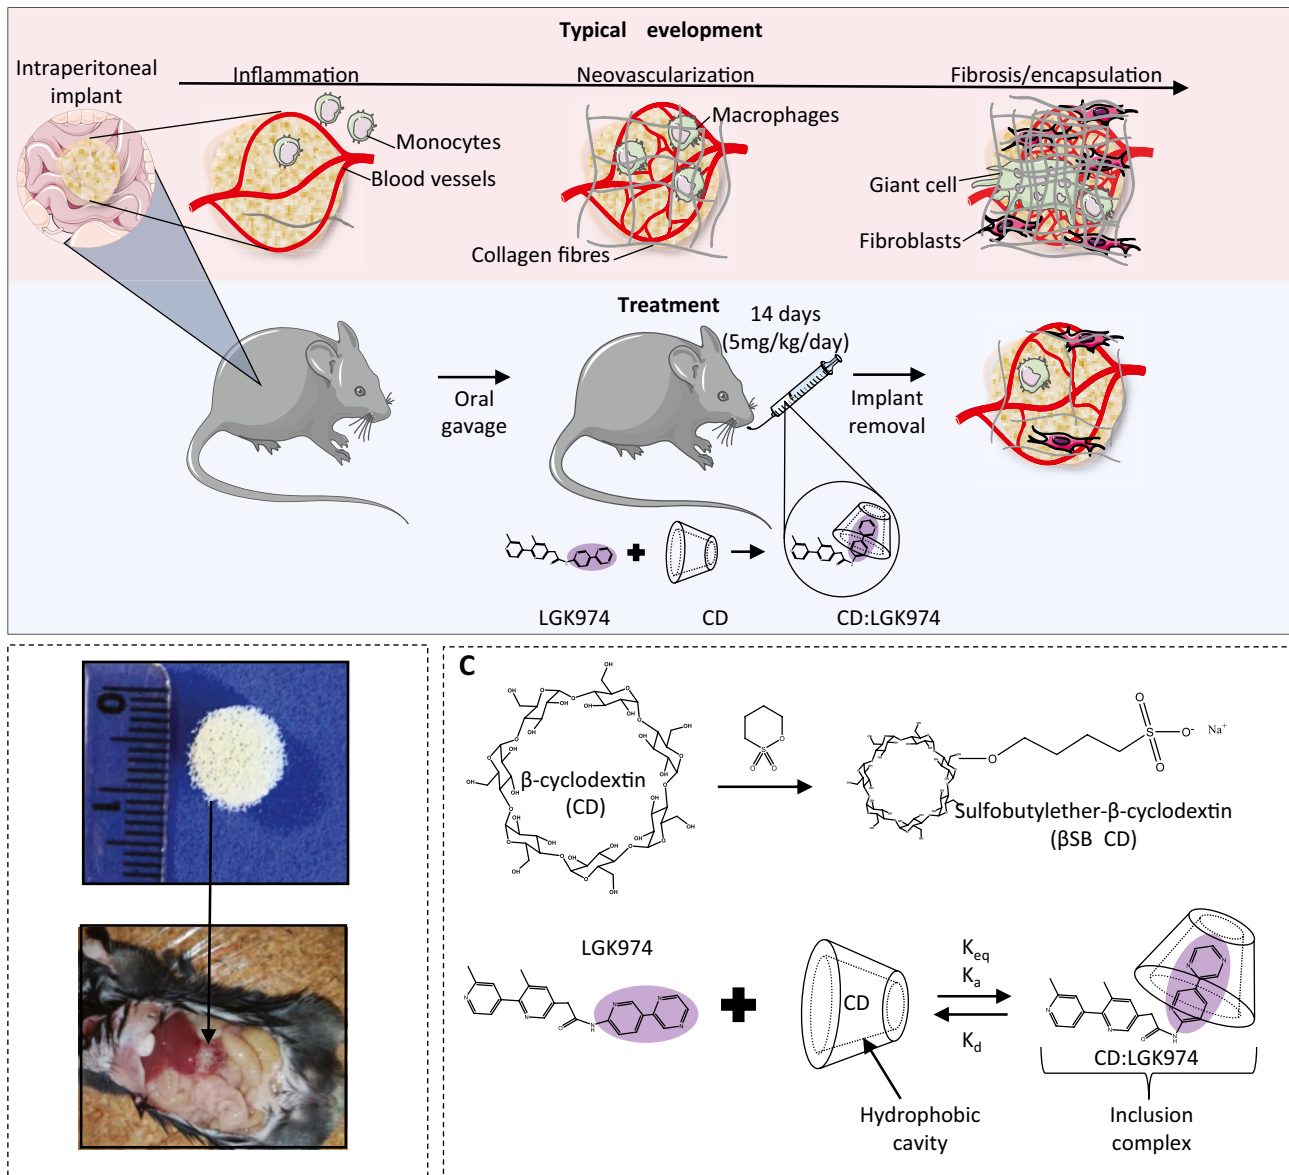 Typical evelopment
Intraperitoneal
implant
Inflammation
Neovascularization
Fibrosis/encapsulation
Monocytes
Blood vessels
Macrophages
Collagen fibres
Giant cell
Fibroblasts
Treatment
14 days
(5mg/kg/day)
Oral
gavage
Implant
removal
LGK974
CD
CD:LGK974
0
1
C
β-cyclodextin
(CD)
Sulfobutylether-β-cyclodextin
(βSB CD)
Na+
LGK974
CD
Keq
Ka
Kd
CD:LGK974
Hydrophobic
cavity
Inclusion
complex